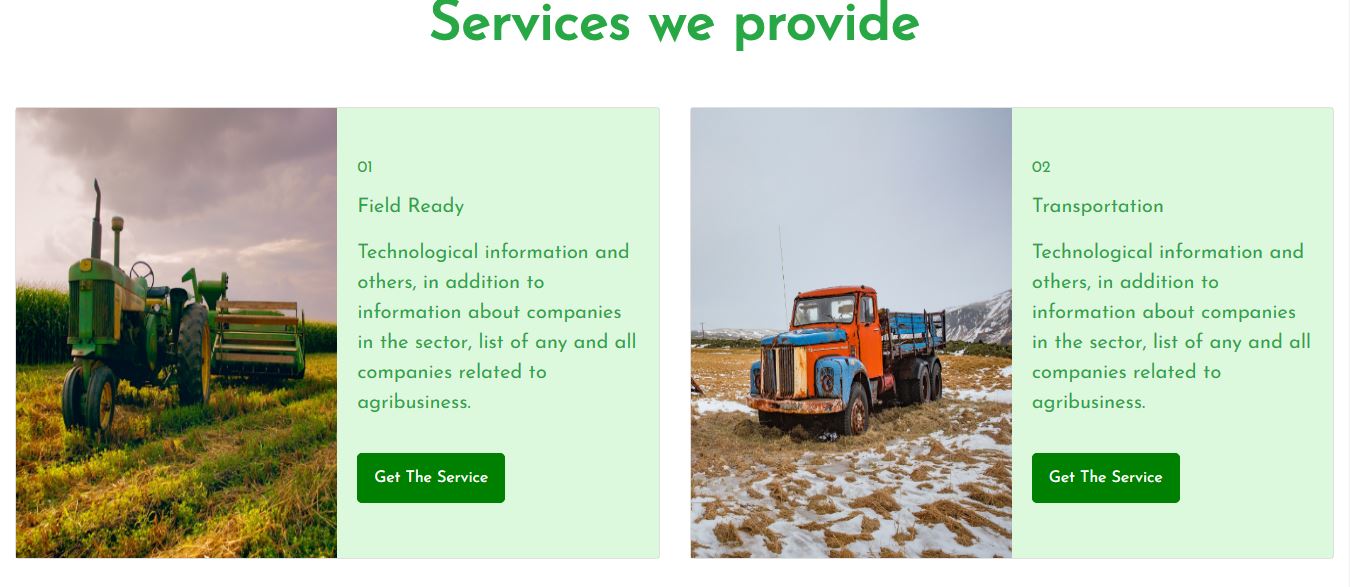 Services we provide
01
Field Ready
Technological information and
others, in addition to
information about companies
in the sector, list of any and all
companies related to
agribusiness.
Get The Service
02
Transportation
Technological information and
others, in addition to
information about companies
in the sector, list of any and all
companies related to
agribusiness.
Get The Service